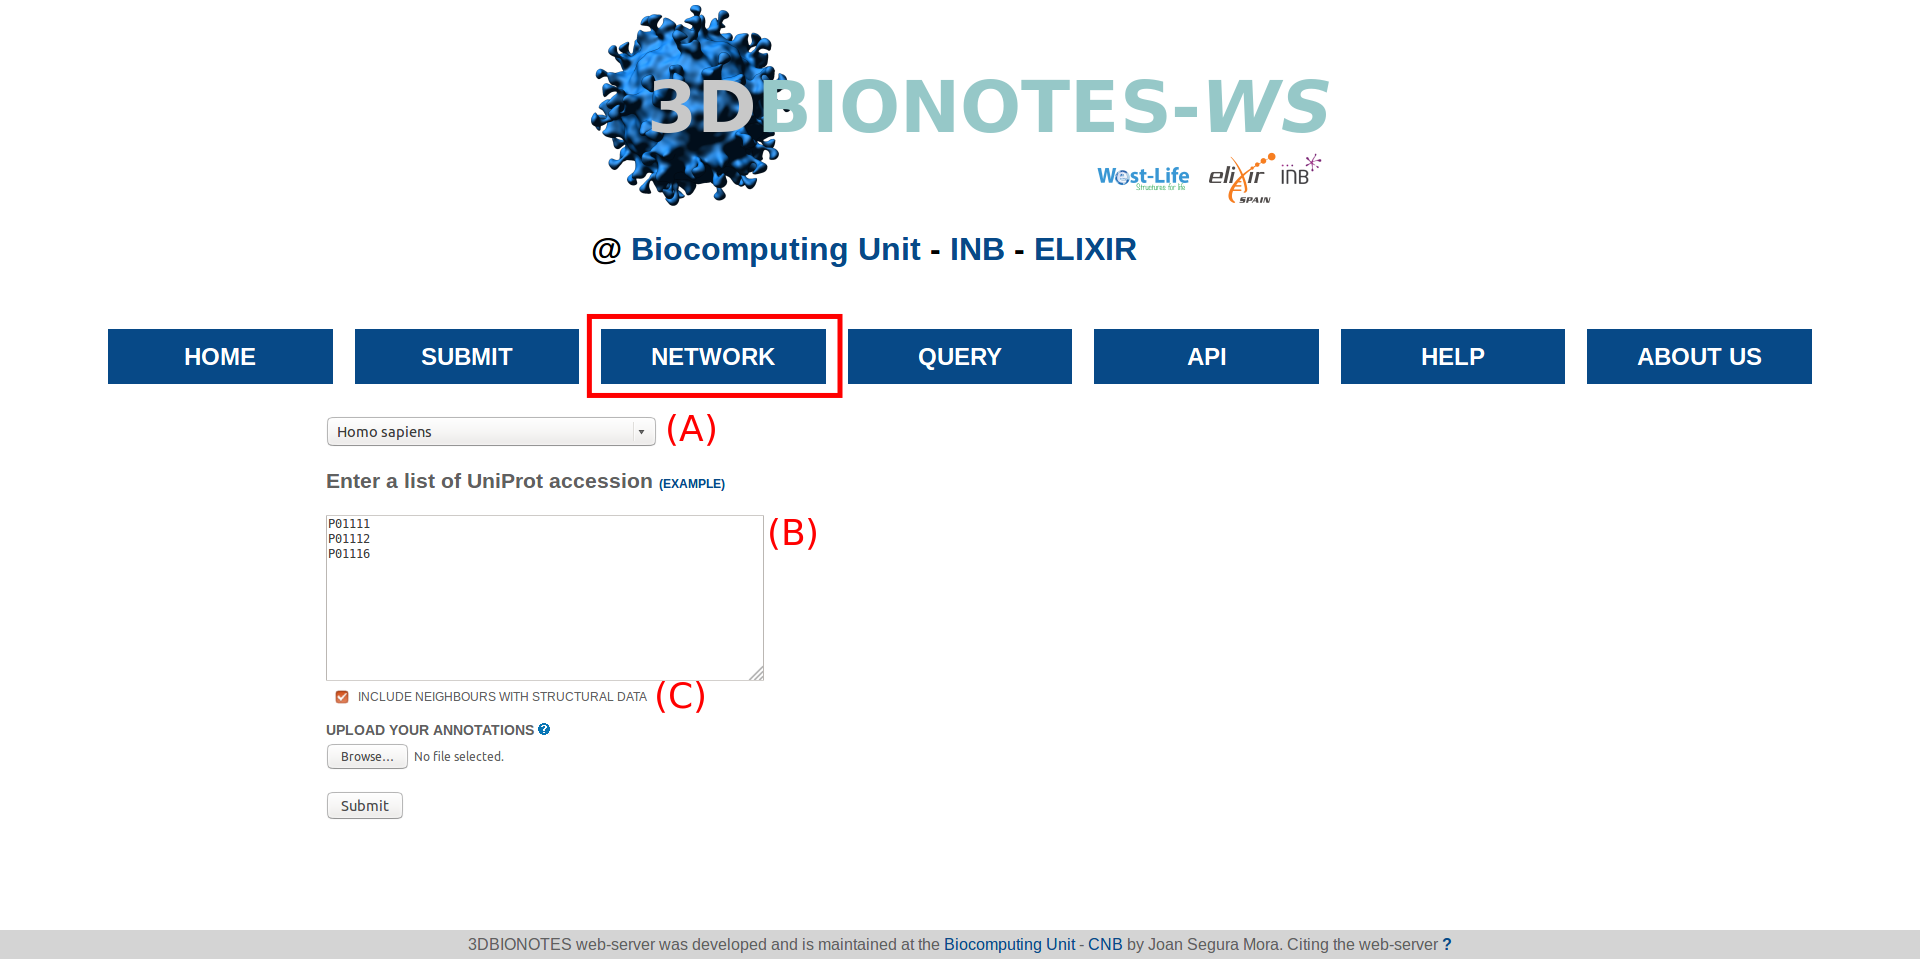 3DBIONOTES-WS
West-Life
Structures for life
elixir
SPAIN
INB
@ Biocomputing Unit - INB - ELIXIR
HOME SUBMIT NETWORK QUERY API HELP ABOUT US
Homo sapiens (A)
Enter a list of UniProt accession (EXAMPLE)
P01111 (B)
P01112
P01116
INCLUDE NEIGHBOURS WITH STRUCTURAL DATA (C)
UPLOAD YOUR ANNOTATIONS ?
Browse... No file selected.
Submit
3DBIONOTES web-server was developed and is maintained at the Biocomputing Unit - CNB by Joan Segura Mora. Citing the web-server ?